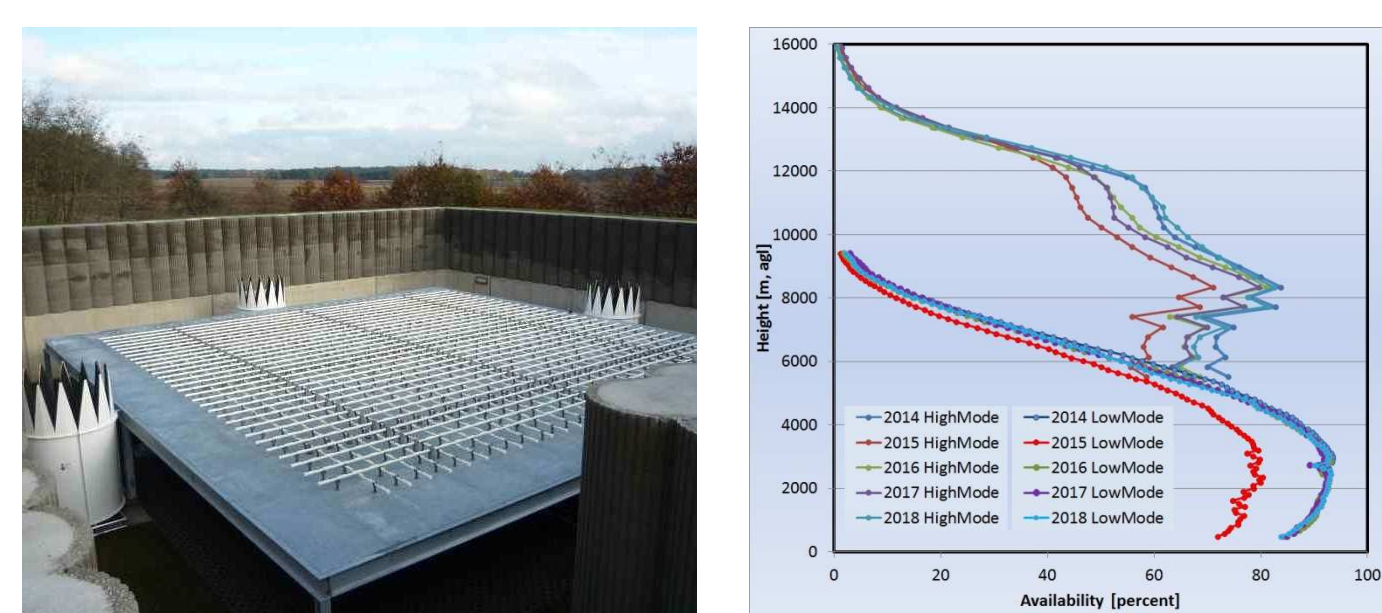 16000
14000
12000
10000
8000
6000
4000
2000
0
Height [m, agl]
2014 HighMode 2014 LowMode
2015 HighMode 2015 LowMode
2016 HighMode 2016 LowMode
2017 HighMode 2017 LowMode
2018 HighMode 2018 LowMode
0 20 40 60 80 100
Availability [percent]